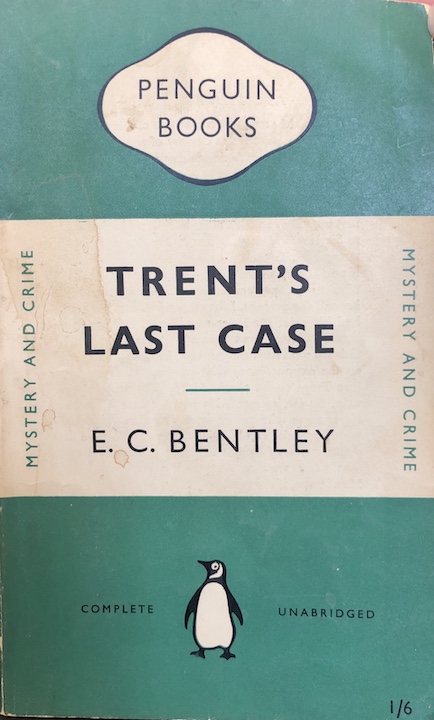 PENGUIN
BOOKS
MYSTERY AND CRIME
TRENT'S
LAST CASE
E. C. BENTLEY
MYSTERY AND CRIME
COMPLETE
UNABRIDGED
1/6